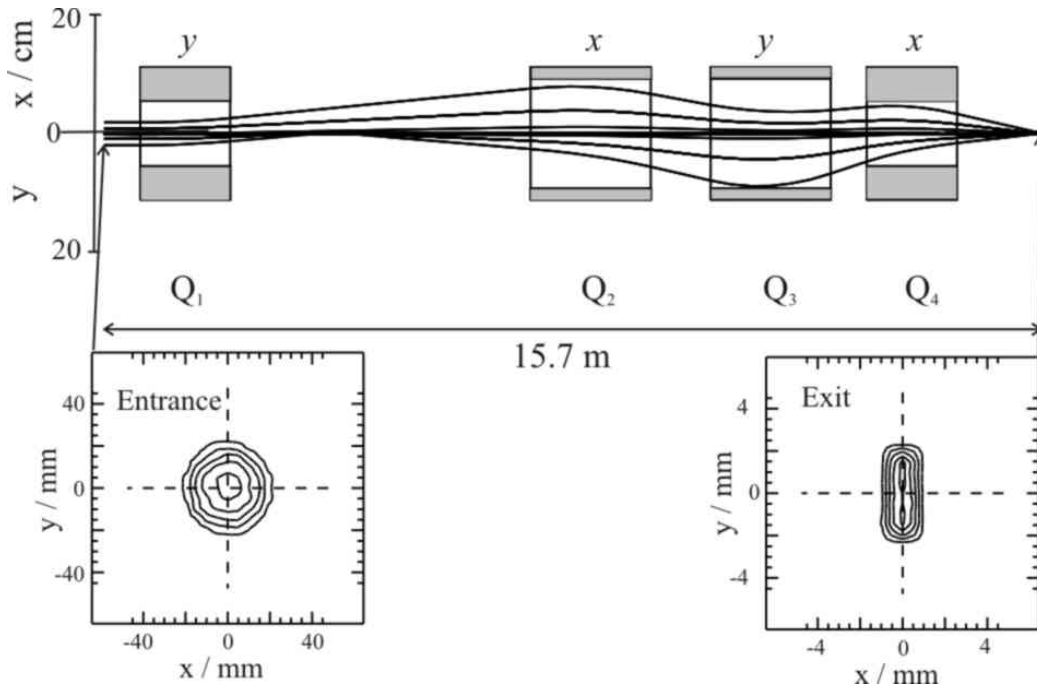 20
x / cm
y x y x
0
y
20
Q₁ Q₂ Q₃ Q₄
15.7 m
Entrance
40
0
-40
y / mm
-40 0 40
x / mm
Exit
4
0
-4
y / mm
-4 0 4
x / mm